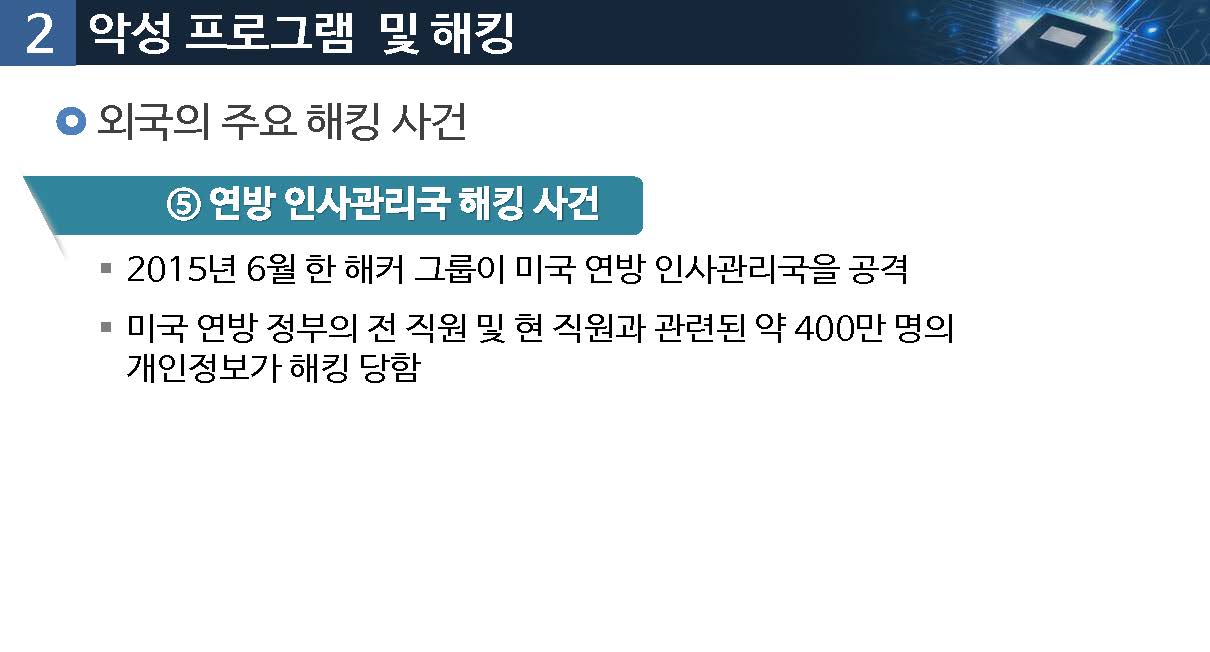 2 악성 프로그램 및 해킹
외국의 주요 해킹 사건
⑤ 연방 인사관리국 해킹 사건
▪ 2015년 6월 한 해커 그룹이 미국 연방 인사관리국을 공격
▪ 미국 연방 정부의 전 직원 및 현 직원과 관련된 약 400만 명의
개인정보가 해킹 당함